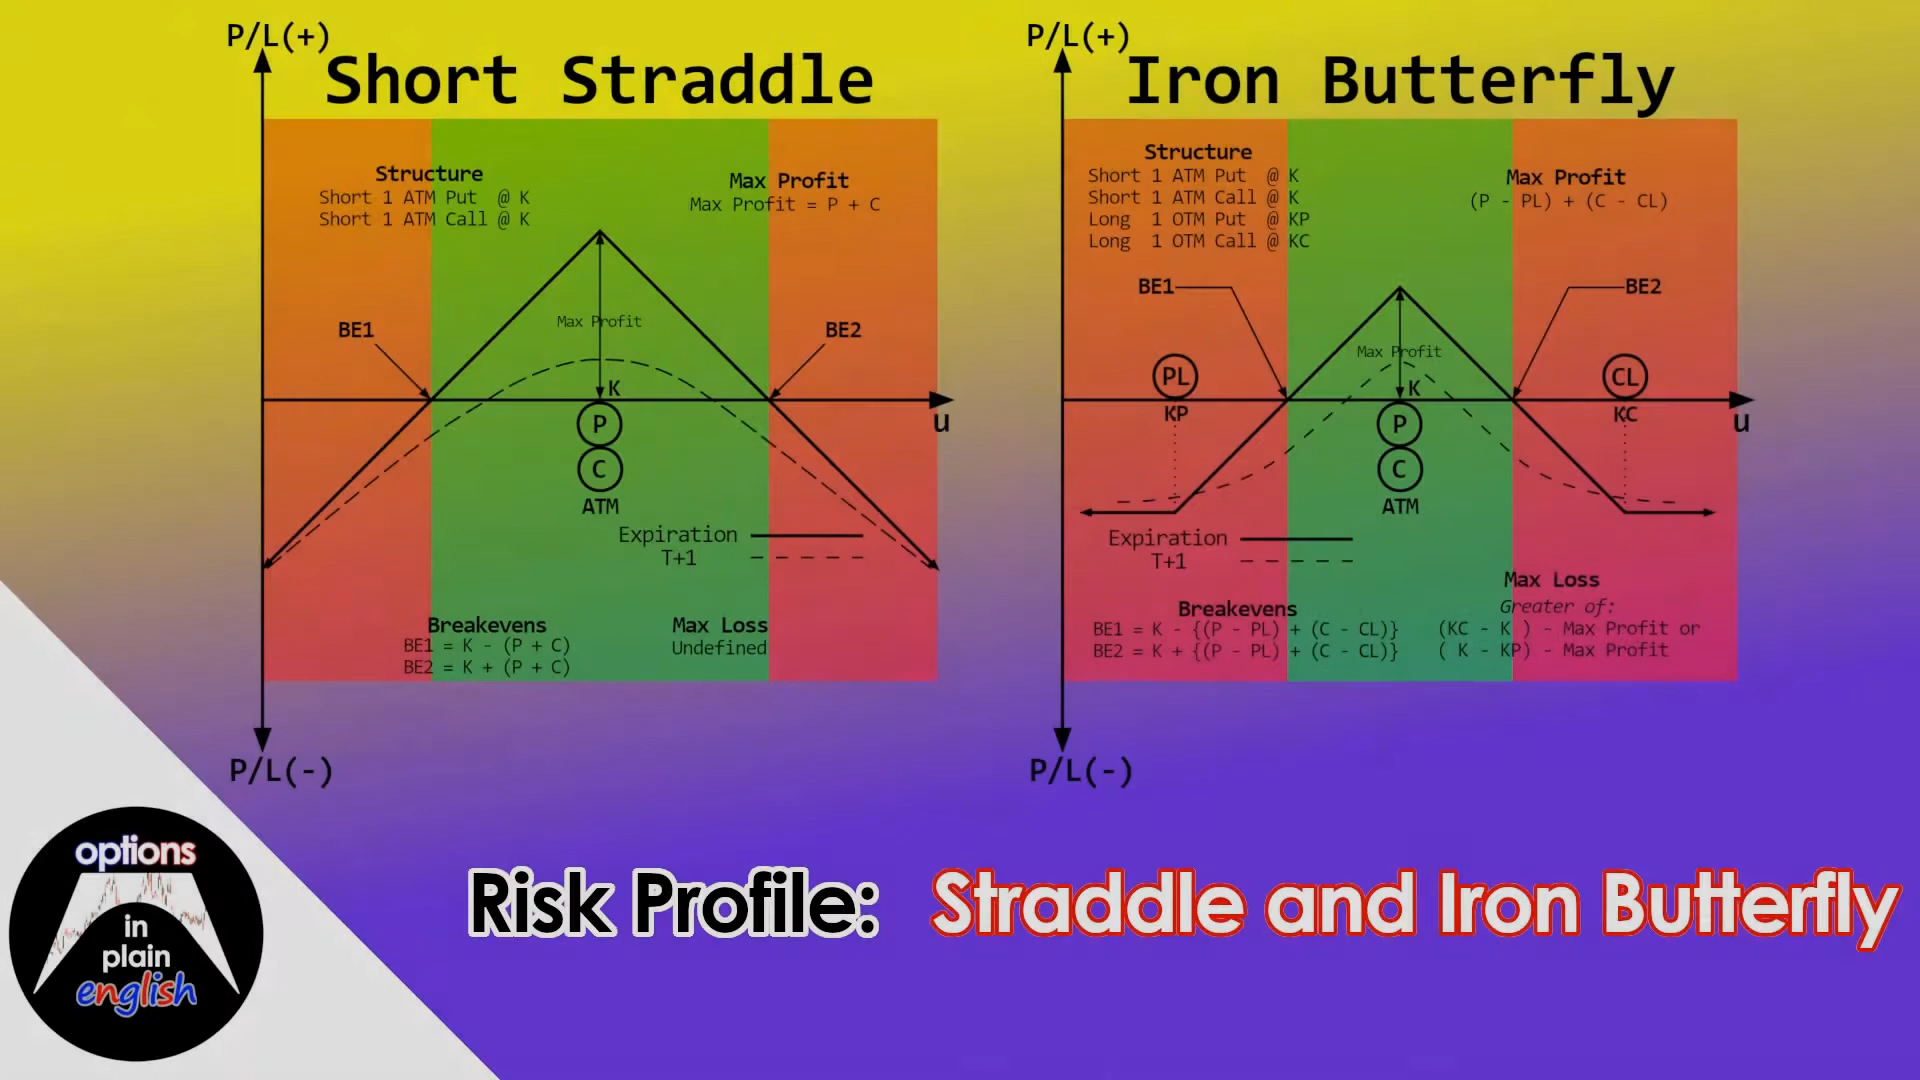 P/L(+)
Short Straddle
Structure
Short 1 ATM Put @ K
Short 1 ATM Call @ K
Max Profit
Max Profit = P + C
BE1
Max Profit
BE2
K
u
P
C
ATM
Expiration
T+1
Breakevens
BE1 = K - (P + C)
BE2 = K + (P + C)
Max Loss
Undefined
P/L(-)
P/L(+)
Iron Butterfly
Structure
Short 1 ATM Put @ K
Short 1 ATM Call @ K
Long 1 OTM Put @ KP
Long 1 OTM Call @ KC
Max Profit
(P - PL) + (C - CL)
BE1
BE2
Max Profit
PL
KP
K
CL
KC
u
P
C
ATM
Expiration
T+1
Breakevens
BE1 = K - {(P - PL) + (C - CL)}
BE2 = K + {(P - PL) + (C - CL)}
Max Loss
Greater of:
(KC - K ) - Max Profit or
( K - KP) - Max Profit
P/L(-)
options
in
plain
english
Risk Profile: Straddle and Iron Butterfly